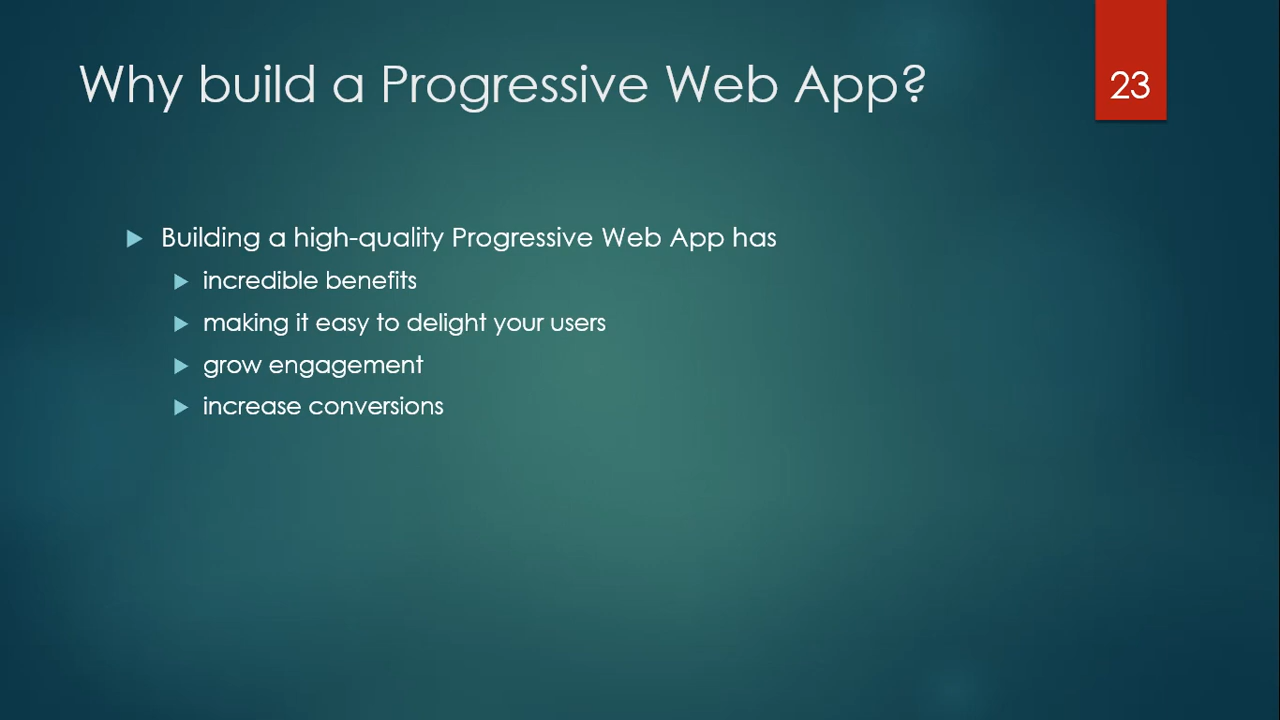 Why build a Progressive Web App?
23
Building a high-quality Progressive Web App has
incredible benefits
making it easy to delight your users
grow engagement
increase conversions